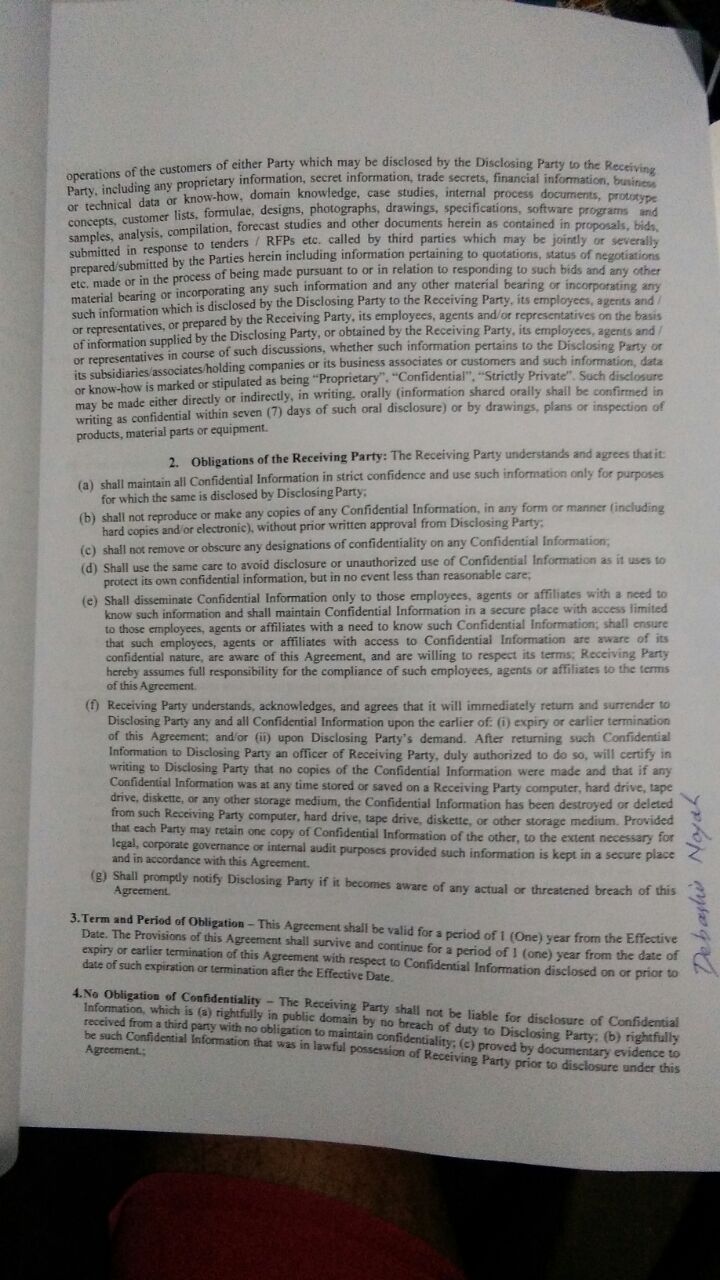 operations of the customers of either Party which may be disclosed by the Disclosing Party to the Receiving
Party, including any proprietary information, secret information, trade secrets, financial information, business
or technical data or know-how, domain knowledge, case studies, internal process documents, prototype
concepts, customer lists, formulae, designs, photographs, drawings, specifications, software programs and
samples, analysis, compilation, forecast studies and other documents herein as contained in proposals, bids,
submitted in response to tenders / RFPs etc. called by third parties which may be jointly or severally
prepared/submitted by the Parties herein including information pertaining to quotations, status of negotiations
etc. made or in the process of being made pursuant to or in relation to responding to such bids and any other
material bearing or incorporating any such information and any other material bearing or incorporating any
such information which is disclosed by the Disclosing Party to the Receiving Party, its employees, agents and /
or representatives, or prepared by the Receiving Party, its employees, agents and/or representatives on the basis
of information supplied by the Disclosing Party, or obtained by the Receiving Party, its employees, agents and /
or representatives in course of such discussions, whether such information pertains to the Disclosing Party or
its subsidiaries/associates/holding companies or its business associates or customers and such information, data
or know-how is marked or stipulated as being “Proprietary”, “Confidential”, “Strictly Private”. Such disclosure
may be made either directly or indirectly, in writing, orally (information shared orally shall be confirmed in
writing as confidential within seven (7) days of such oral disclosure) or by drawings, plans or inspection of
products, material parts or equipment.
2. Obligations of the Receiving Party: The Receiving Party understands and agrees that it:
(a) shall maintain all Confidential Information in strict confidence and use such information only for purposes
for which the same is disclosed by Disclosing Party;
(b) shall not reproduce or make any copies of any Confidential Information, in any form or manner (including
hard copies and/or electronic), without prior written approval from Disclosing Party;
(c) shall not remove or obscure any designations of confidentiality on any Confidential Information;
(d) Shall use the same care to avoid disclosure or unauthorized use of Confidential Information as it uses to
protect its own confidential information, but in no event less than reasonable care;
(e) Shall disseminate Confidential Information only to those employees, agents or affiliates with a need to
know such information and shall maintain Confidential Information in a secure place with access limited
to those employees, agents or affiliates with a need to know such Confidential Information; shall ensure
that such employees, agents or affiliates with access to Confidential Information are aware of its
confidential nature, are aware of this Agreement, and are willing to respect its terms; Receiving Party
hereby assumes full responsibility for the compliance of such employees, agents or affiliates to the terms
of this Agreement.
(f) Receiving Party understands, acknowledges, and agrees that it will immediately return and surrender to
Disclosing Party any and all Confidential Information upon the earlier of: (i) expiry or earlier termination
of this Agreement; and/or (ii) upon Disclosing Party’s demand. After returning such Confidential
Information to Disclosing Party an officer of Receiving Party, duly authorized to do so, will certify in
writing to Disclosing Party that no copies of the Confidential Information were made and that if any
Confidential Information was at any time stored or saved on a Receiving Party computer, hard drive, tape
drive, diskette, or any other storage medium, the Confidential Information has been destroyed or deleted
from such Receiving Party computer, hard drive, tape drive, diskette, or other storage medium. Provided
that each Party may retain one copy of Confidential Information of the other, to the extent necessary for
legal, corporate governance or internal audit purposes provided such information is kept in a secure place
and in accordance with this Agreement.
(g) Shall promptly notify Disclosing Party if it becomes aware of any actual or threatened breach of this
Agreement.
3. Term and Period of Obligation – This Agreement shall be valid for a period of 1 (One) year from the Effective
Date. The Provisions of this Agreement shall survive and continue for a period of 1 (one) year from the date of
expiry or earlier termination of this Agreement with respect to Confidential Information disclosed on or prior to
date of such expiration or termination after the Effective Date.
4. No Obligation of Confidentiality – The Receiving Party shall not be liable for disclosure of Confidential
Information, which is (a) rightfully in public domain by no breach of duty to Disclosing Party; (b) rightfully
received from a third party with no obligation to maintain confidentiality; (c) proved by documentary evidence to
be such Confidential Information that was in lawful possession of Receiving Party prior to disclosure under this
Agreement.;
Debashis Nayak